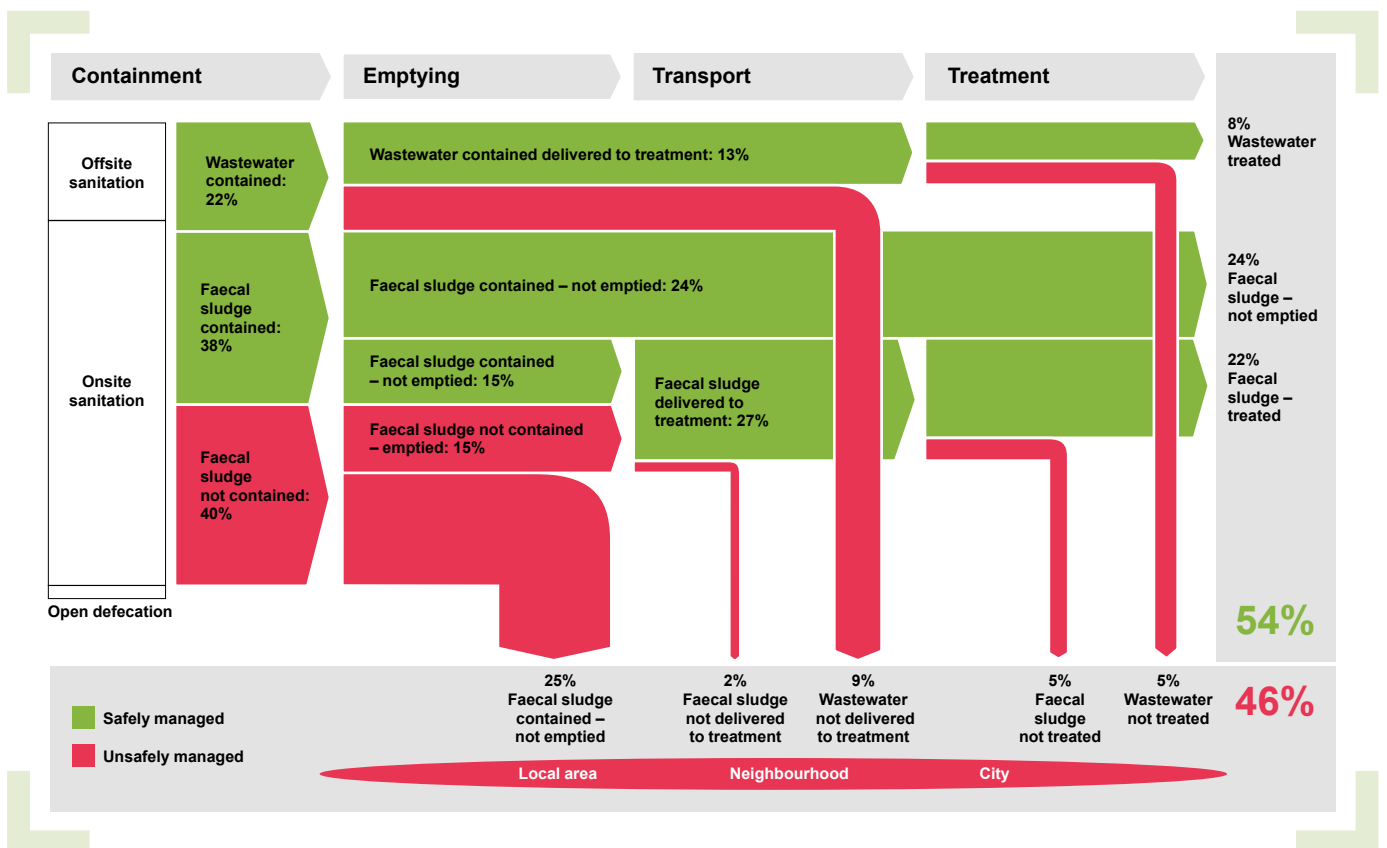 Containment
Emptying
Transport
Treatment
Offsite
sanitation
Onsite
sanitation
Open defecation
Wastewater
contained:
22%
Faecal
sludge
contained:
38%
Faecal
sludge
not contained:
40%
Wastewater contained delivered to treatment: 13%
Faecal sludge contained – not emptied: 24%
Faecal sludge contained
– not emptied: 15%
Faecal sludge not contained
– emptied: 15%
Faecal sludge
delivered to
treatment: 27%
8%
Wastewater
treated
24%
Faecal
sludge –
not emptied
22%
Faecal
sludge –
treated
54%
46%
25%
Faecal sludge
contained –
not emptied
2%
Faecal sludge
not delivered
to treatment
9%
Wastewater
not delivered
to treatment
5%
Faecal
sludge
not treated
5%
Wastewater
not treated
Safely managed
Unsafely managed
Local area
Neighbourhood
City